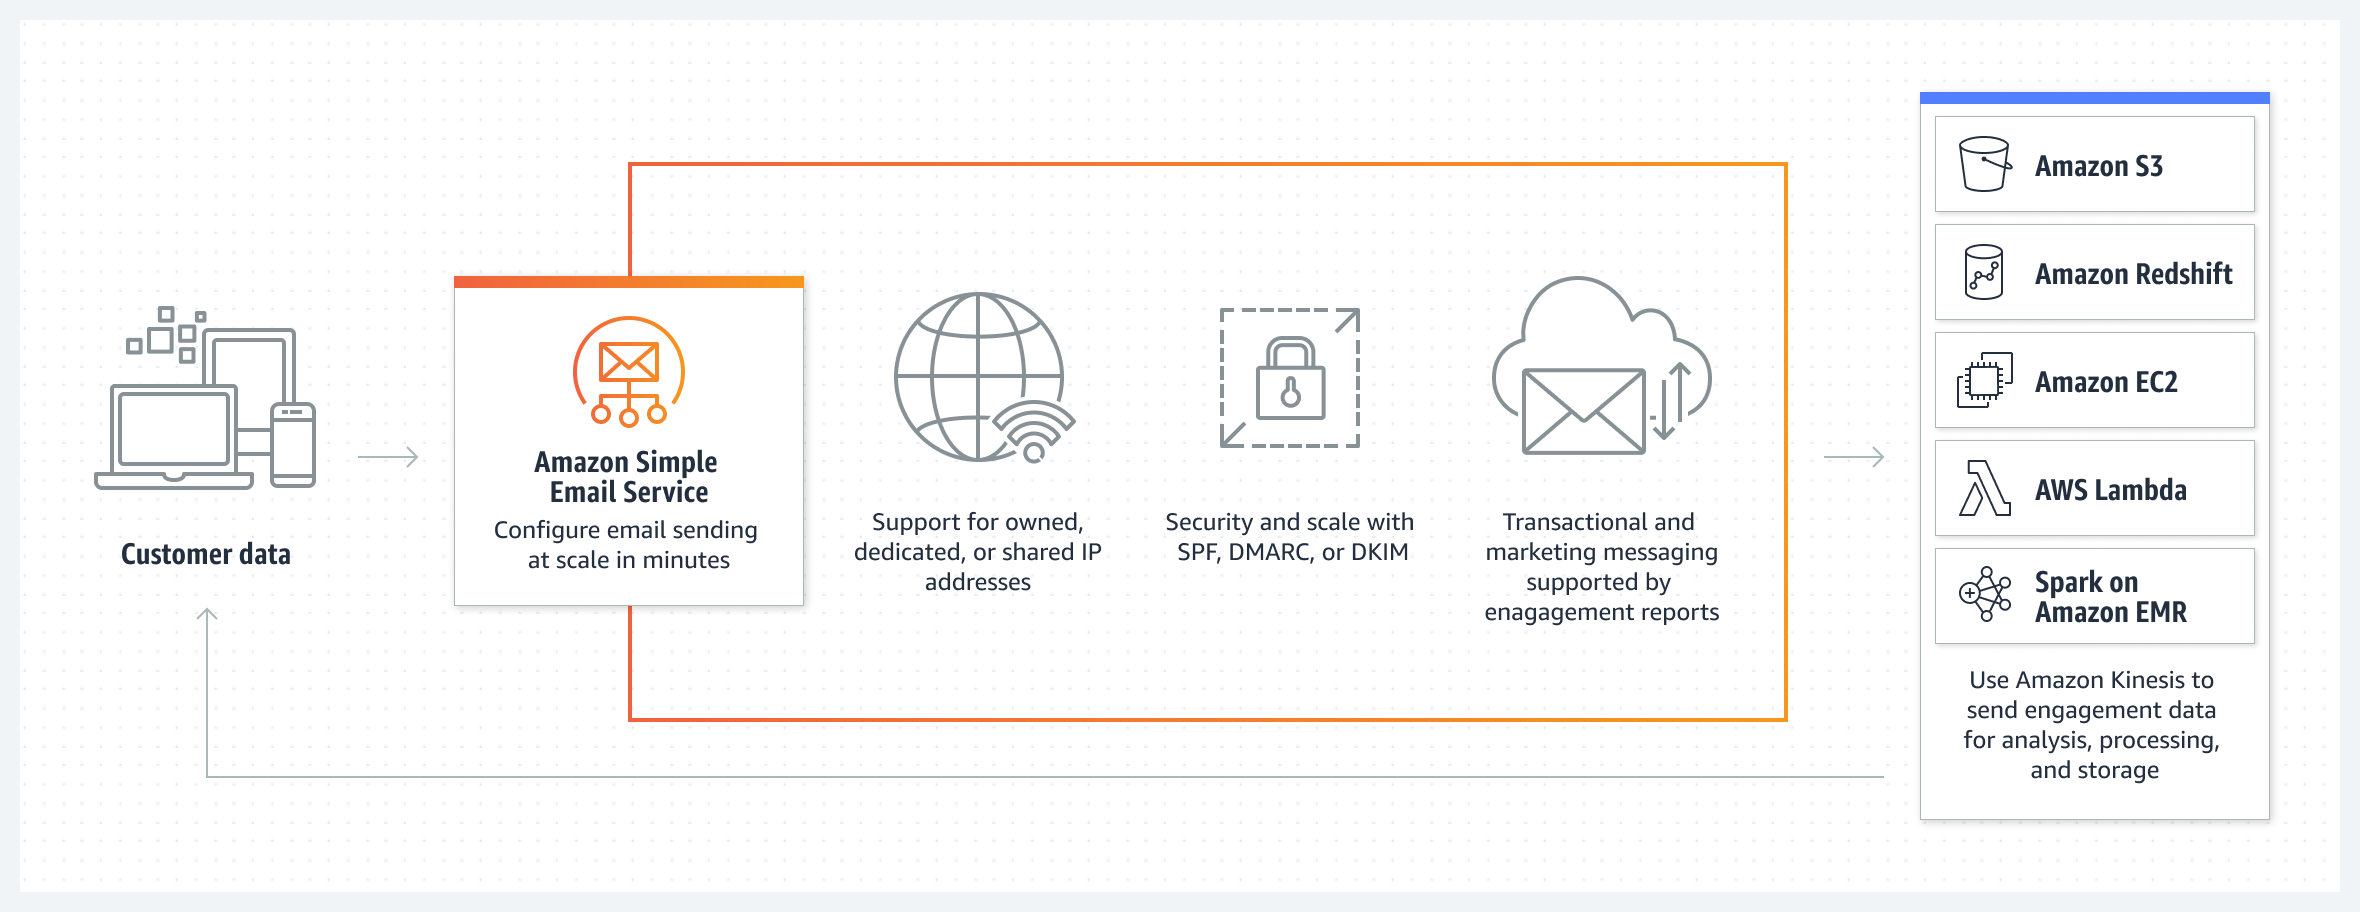 Customer data
Amazon Simple
Email Service
Configure email sending
at scale in minutes
Support for owned,
dedicated, or shared IP
addresses
Security and scale with
SPF, DMARC, or DKIM
Transactional and
marketing messaging
supported by
enagagement reports
Amazon S3
Amazon Redshift
Amazon EC2
AWS Lambda
Spark on
Amazon EMR
Use Amazon Kinesis to
send engagement data
for analysis, processing,
and storage